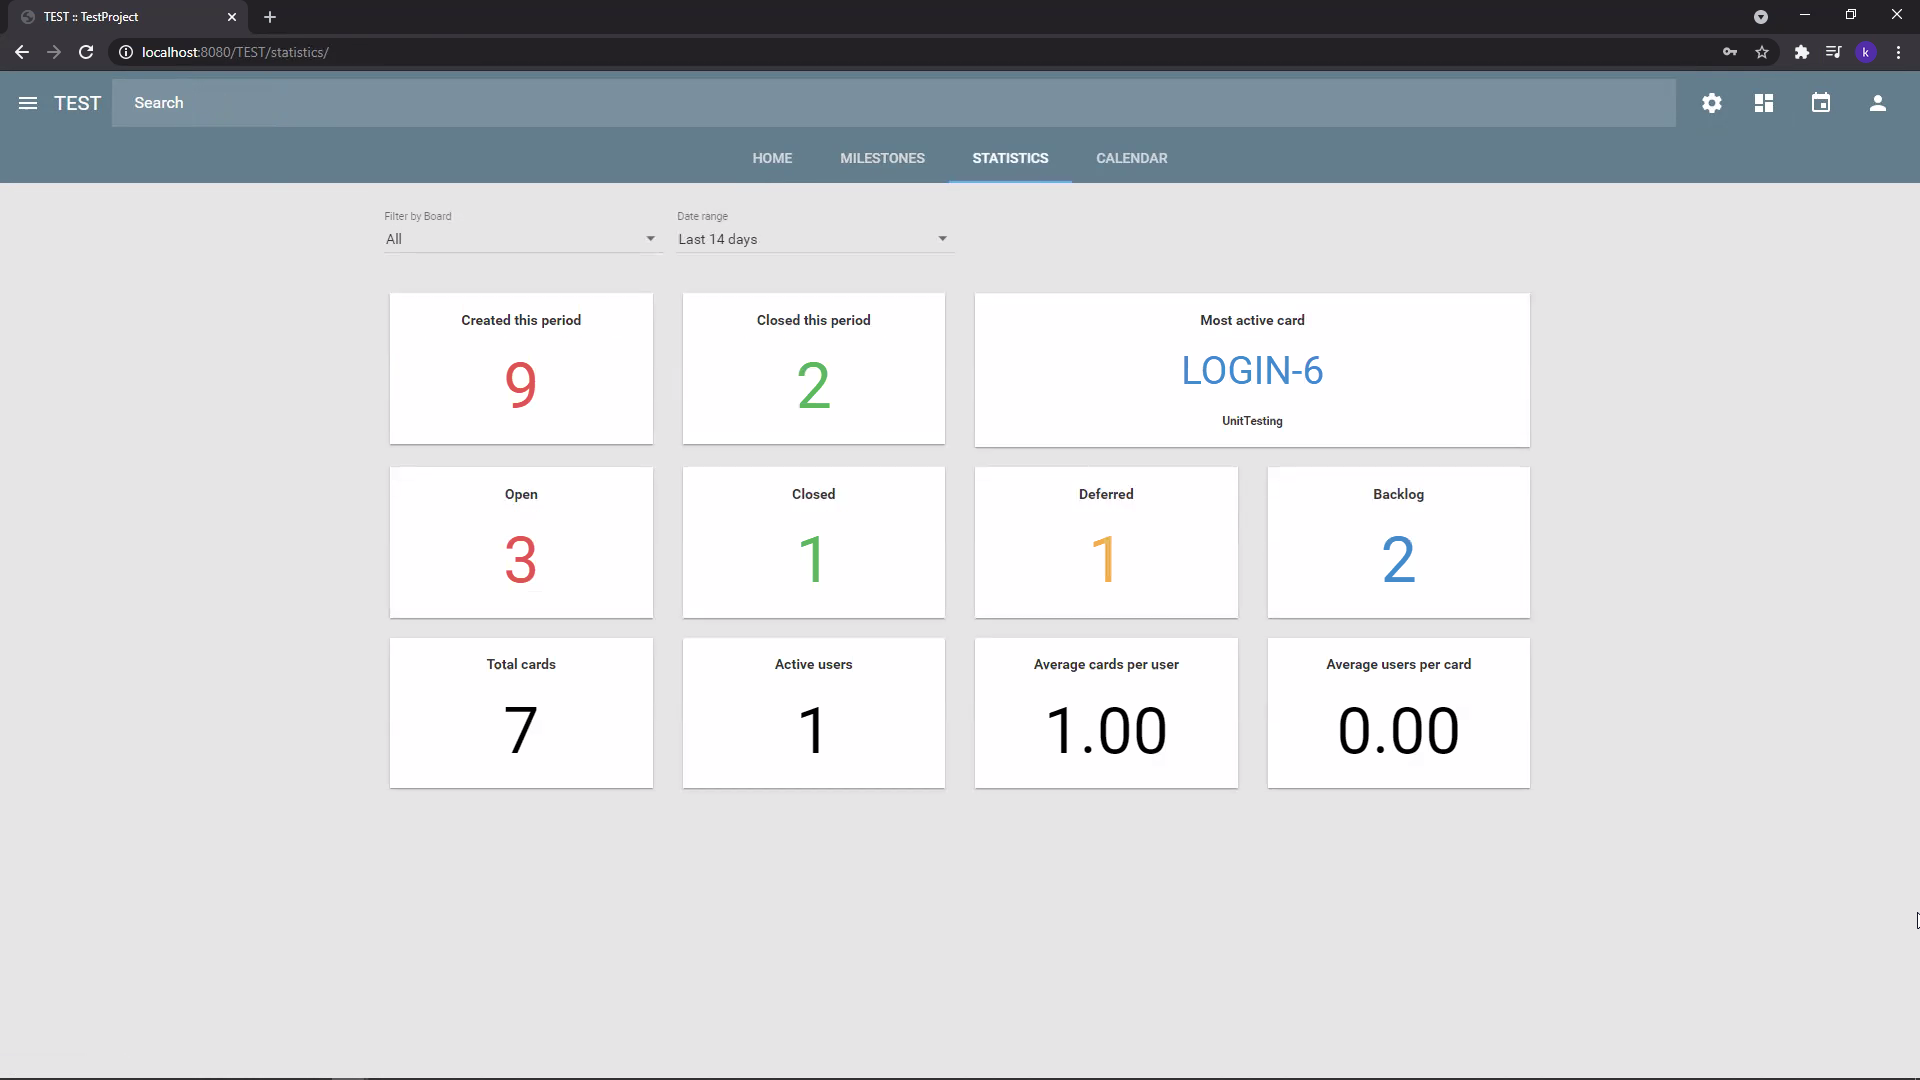 TEST :: TestProject
localhost:8080/TEST/statistics/
k
TEST
Search
HOME
MILESTONES
STATISTICS
CALENDAR
Filter by Board
All
Date range
Last 14 days
Created this period
9
Closed this period
2
Most active card
LOGIN-6
UnitTesting
Open
3
Closed
1
Deferred
1
Backlog
2
Total cards
7
Active users
1
Average cards per user
1.00
Average users per card
0.00